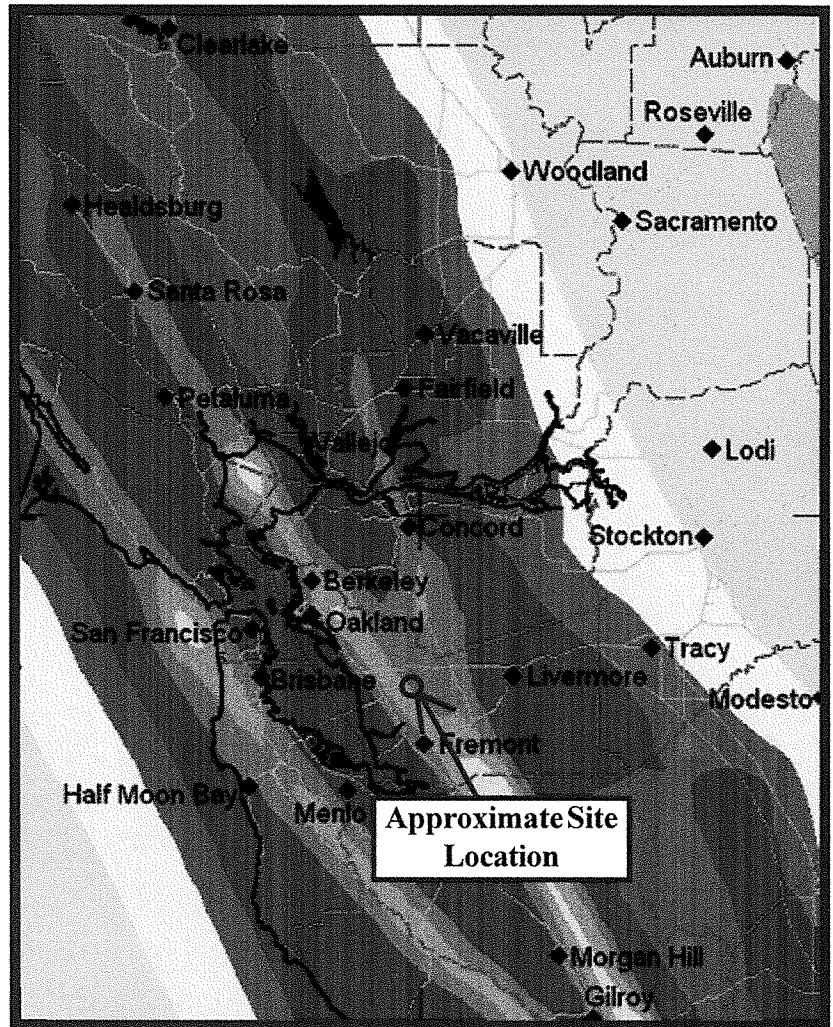 Clearlake
Auburn
Roseville
Woodland
Healdsburg
Sacramento
Santa Rosa
Vacaville
Petaluma
Fairfield
Vallejo
Lodi
Concord
Stockton
Berkeley
Oakland
San Francisco
Tracy
Brisbane
Livermore
Modesto
Fremont
Half Moon Bay
Menlo
Approximate Site
Location
Morgan Hill
Gilroy